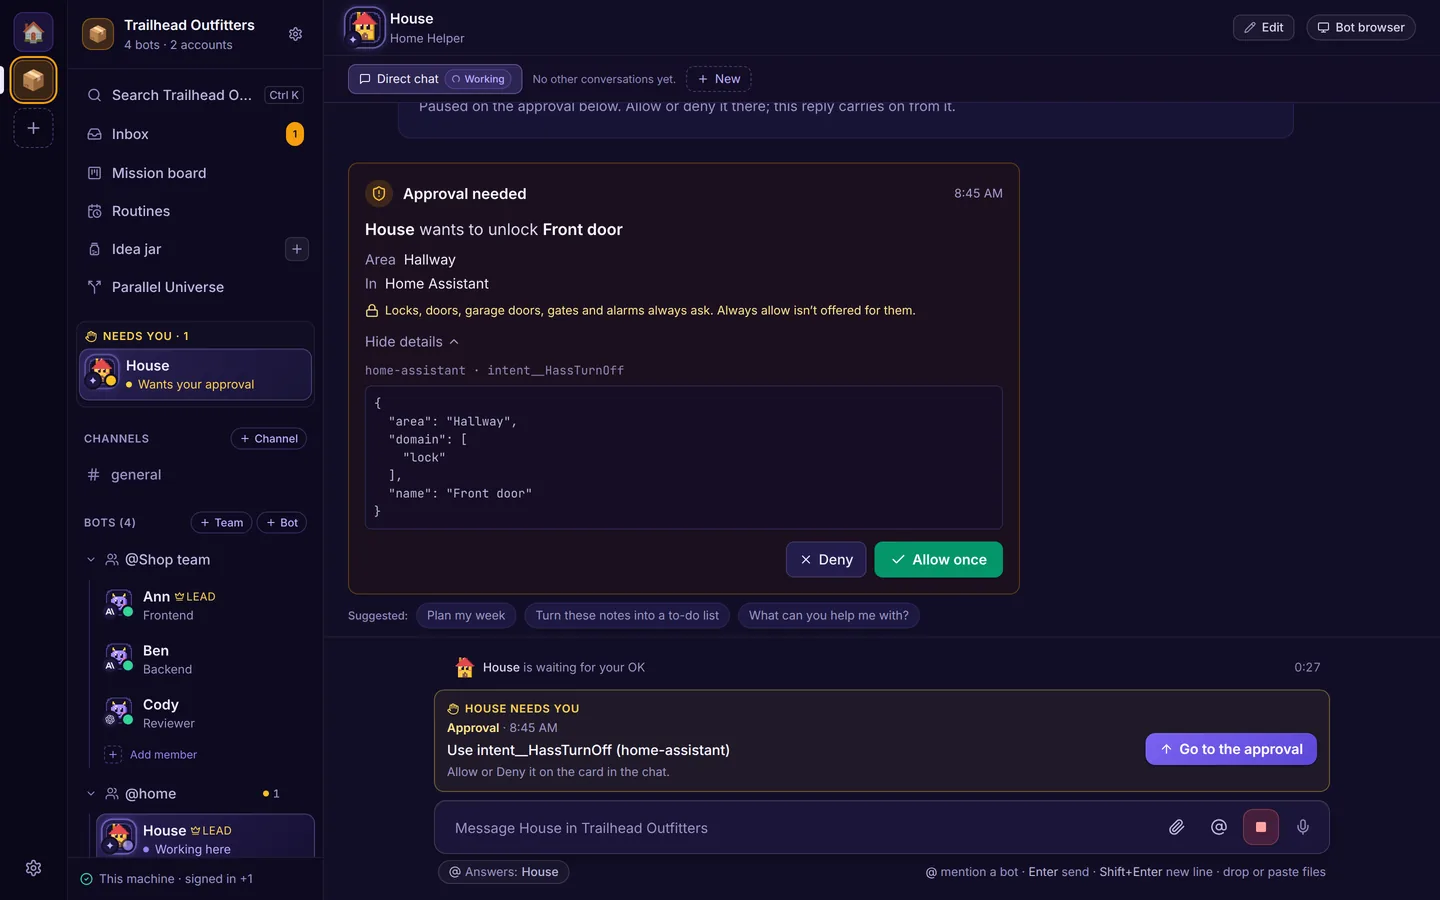 Trailhead Outfitters
4 bots · 2 accounts
Search Trailhead O... Ctrl K
Inbox 1
Mission board
Routines
Idea jar
Parallel Universe
NEEDS YOU · 1
House
Wants your approval
CHANNELS + Channel
# general
BOTS (4) + Team + Bot
@Shop team
Ann LEAD
Frontend
Ben
Backend
Cody
Reviewer
+ Add member
@home 1
House LEAD
Working here
This machine · signed in +1
House
Home Helper
Edit
Bot browser
Direct chat Working No other conversations yet. + New
Paused on the approval below. Allow or deny it there; this reply carries on from it.
Approval needed 8:45 AM
House wants to unlock Front door
Area Hallway
In Home Assistant
Locks, doors, garage doors, gates and alarms always ask. Always allow isn't offered for them.
Hide details
home-assistant · intent__HassTurnOff
{
"area": "Hallway",
"domain": [
"lock"
],
"name": "Front door"
}
Deny Allow once
Suggested: Plan my week Turn these notes into a to-do list What can you help me with?
House is waiting for your OK 0:27
HOUSE NEEDS YOU
Approval · 8:45 AM
Use intent__HassTurnOff (home-assistant)
Allow or Deny it on the card in the chat.
Go to the approval
Message House in Trailhead Outfitters
@ Answers: House
@ mention a bot · Enter send · Shift+Enter new line · drop or paste files